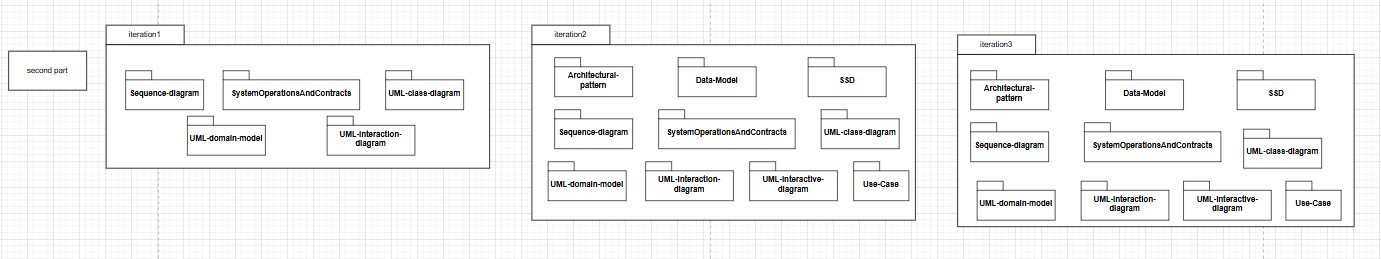 second part
iteration1
Sequence-diagram
SystemOperationsAndContracts
UML-class-diagram
UML-domain-model
UML-Interaction-
diagram
iteration2
Architectural-
pattern
Data-Model
SSD
Sequence-diagram
SystemOperationsAndContracts
UML-class-diagram
UML-domain-model
UML-Interaction-
diagram
UML-Interactive-
diagram
Use-Case
iteration3
Architectural-
pattern
Data-Model
SSD
Sequence-diagram
SystemOperationsAndContracts
UML-class-diagram
UML-domain-model
UML-Interaction-
diagram
UML-Interactive-
diagram
Use-Case